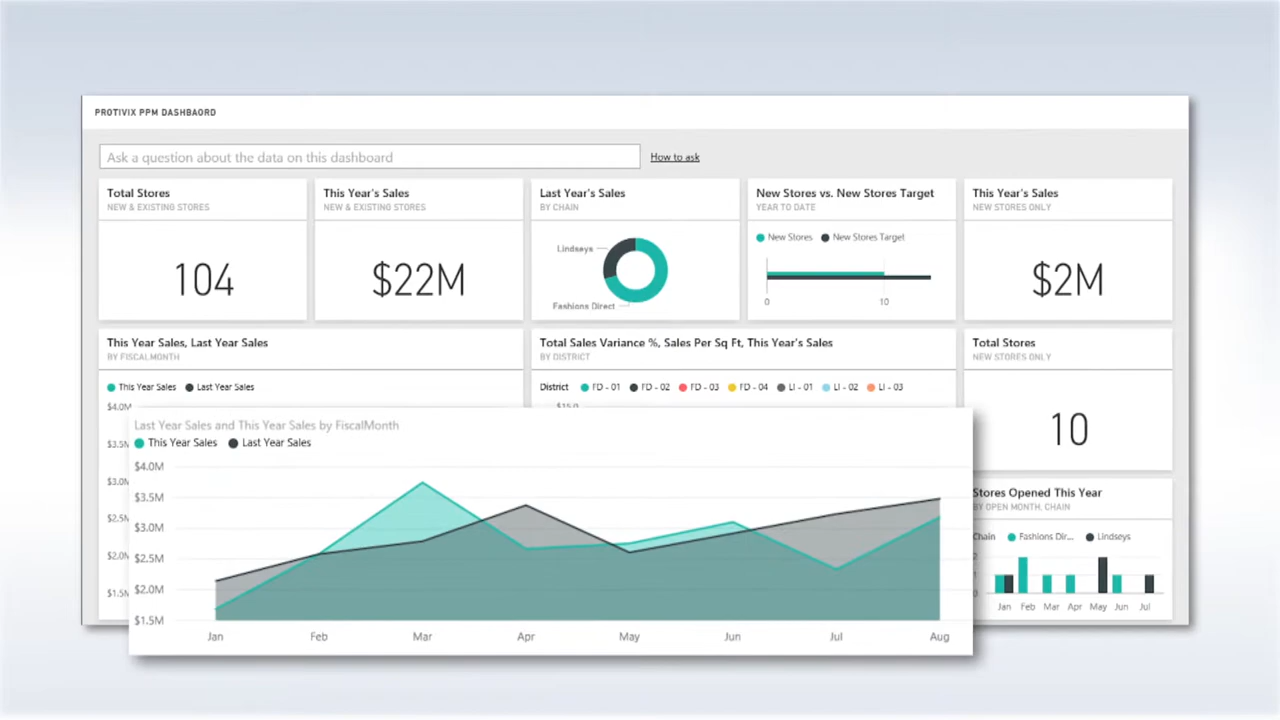 PROTIVIX PPM DASHBAORD
Ask a question about the data on this dashboard
How to ask
Total Stores
NEW & EXISTING STORES
104
This Year's Sales
NEW & EXISTING STORES
$22M
Last Year's Sales
BY CHAIN
Lindseys
Fashions Direct
New Stores vs. New Stores Target
YEAR TO DATE
New Stores
New Stores Target
0
10
This Year's Sales
NEW STORES ONLY
$2M
This Year Sales, Last Year Sales
BY FISCALMONTH
This Year Sales
Last Year Sales
$4.0M
$3.5
$3.0
$2.5
$2.0
$1.5
Total Sales Variance %, Sales Per Sq Ft, This Year's Sales
BY DISTRICT
District
FD - 01
FD - 02
FD - 03
FD - 04
LI - 01
LI - 02
LI - 03
Total Stores
NEW STORES ONLY
10
Last Year Sales and This Year Sales by FiscalMonth
This Year Sales
Last Year Sales
$4.0M
$3.5M
$3.0M
$2.5M
$2.0M
$1.5M
Jan
Feb
Mar
Apr
May
Jun
Jul
Aug
Stores Opened This Year
BY OPEN MONTH, CHAIN
Chain
Fashions Dir...
Lindseys
Jan
Feb
Mar
Apr
May
Jun
Jul